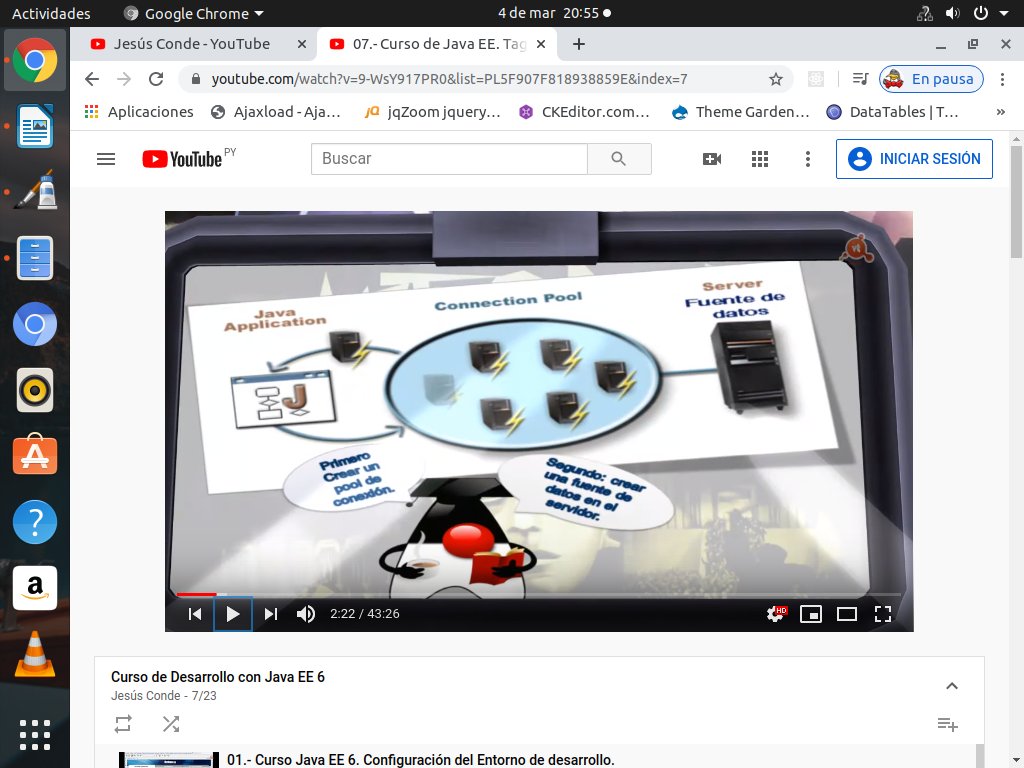 Actividades
Google Chrome
4 de mar 20:55
Jesús Conde - YouTube
07.- Curso de Java EE. Tag
youtube.com/watch?v=9-WsY917PR0&list=PL5F907F818938859E&index=7
En pausa
Aplicaciones
Ajaxload - Aja...
jqZoom jquery...
CKEditor.com...
Theme Garden...
DataTables | T...
»
YouTube PY
Buscar
INICIAR SESIÓN
vt
Java
Application
Connection Pool
Server
Fuente de
datos
J
Primero
Crear un
pool de
conexión.
Segundo: crear
una fuente de
datos en el
servidor.
2:22 / 43:26
HD
Curso de Desarrollo con Java EE 6
Jesús Conde - 7/23
01.- Curso Java EE 6. Configuración del Entorno de desarrollo.